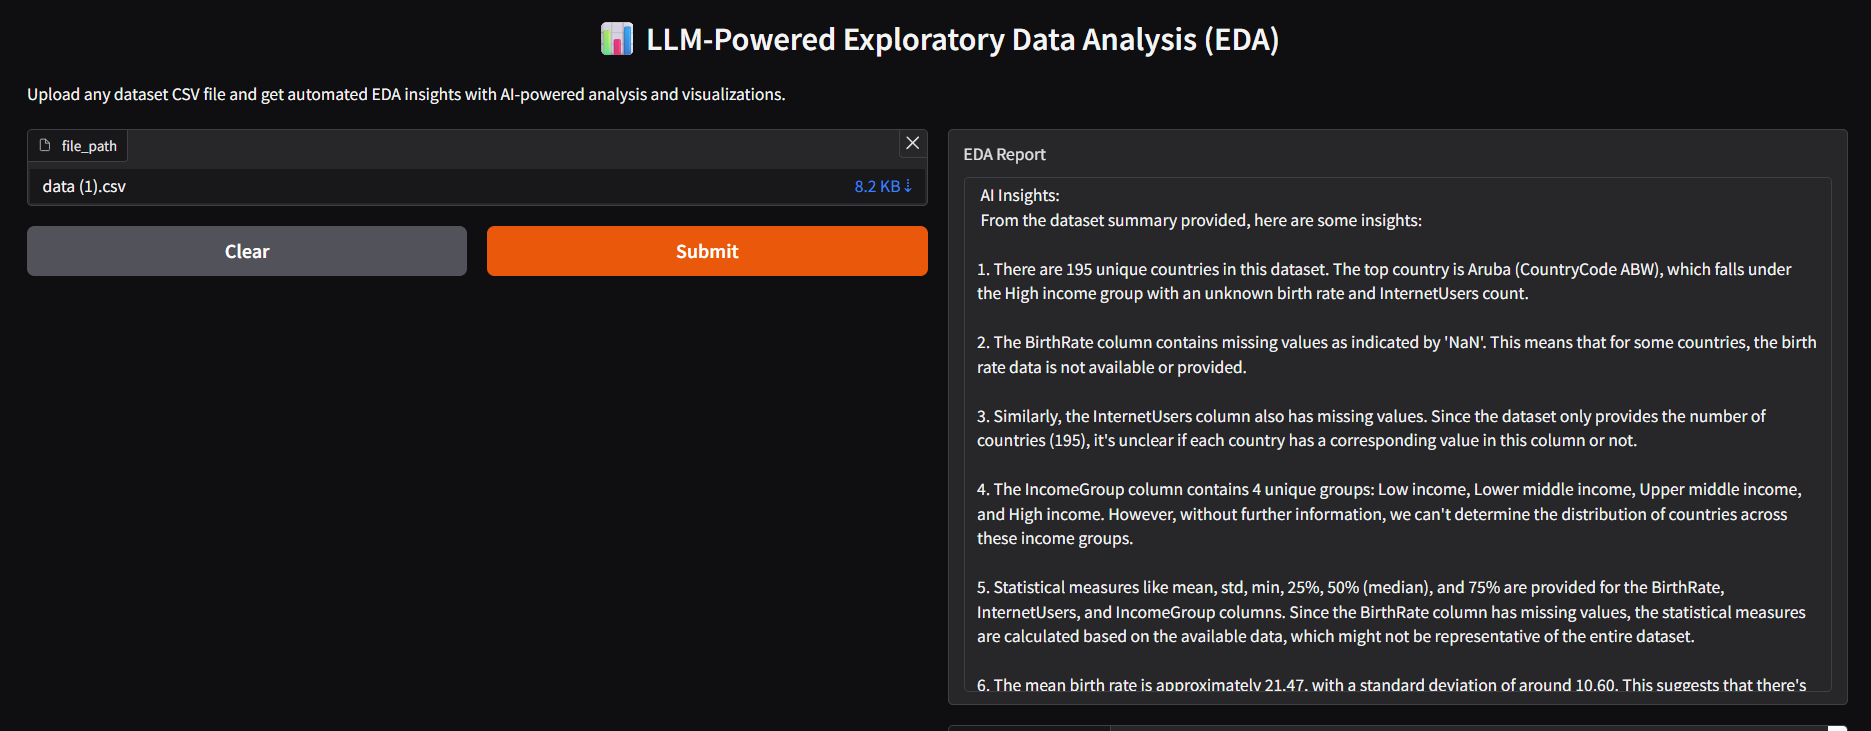 LLM-Powered Exploratory Data Analysis (EDA)
Upload any dataset CSV file and get automated EDA insights with AI-powered analysis and visualizations.
file_path
data (1).csv
8.2 KB ⇣
Clear
Submit
EDA Report
AI Insights:
From the dataset summary provided, here are some insights:
1. There are 195 unique countries in this dataset. The top country is Aruba (CountryCode ABW), which falls under
the High income group with an unknown birth rate and InternetUsers count.
2. The BirthRate column contains missing values as indicated by 'NaN'. This means that for some countries, the birth
rate data is not available or provided.
3. Similarly, the InternetUsers column also has missing values. Since the dataset only provides the number of
countries (195), it's unclear if each country has a corresponding value in this column or not.
4. The IncomeGroup column contains 4 unique groups: Low income, Lower middle income, Upper middle income,
and High income. However, without further information, we can't determine the distribution of countries across
these income groups.
5. Statistical measures like mean, std, min, 25%, 50% (median), and 75% are provided for the BirthRate,
InternetUsers, and IncomeGroup columns. Since the BirthRate column has missing values, the statistical measures
are calculated based on the available data, which might not be representative of the entire dataset.
6. The mean birth rate is approximately 21.47, with a standard deviation of around 10.60. This suggests that there's